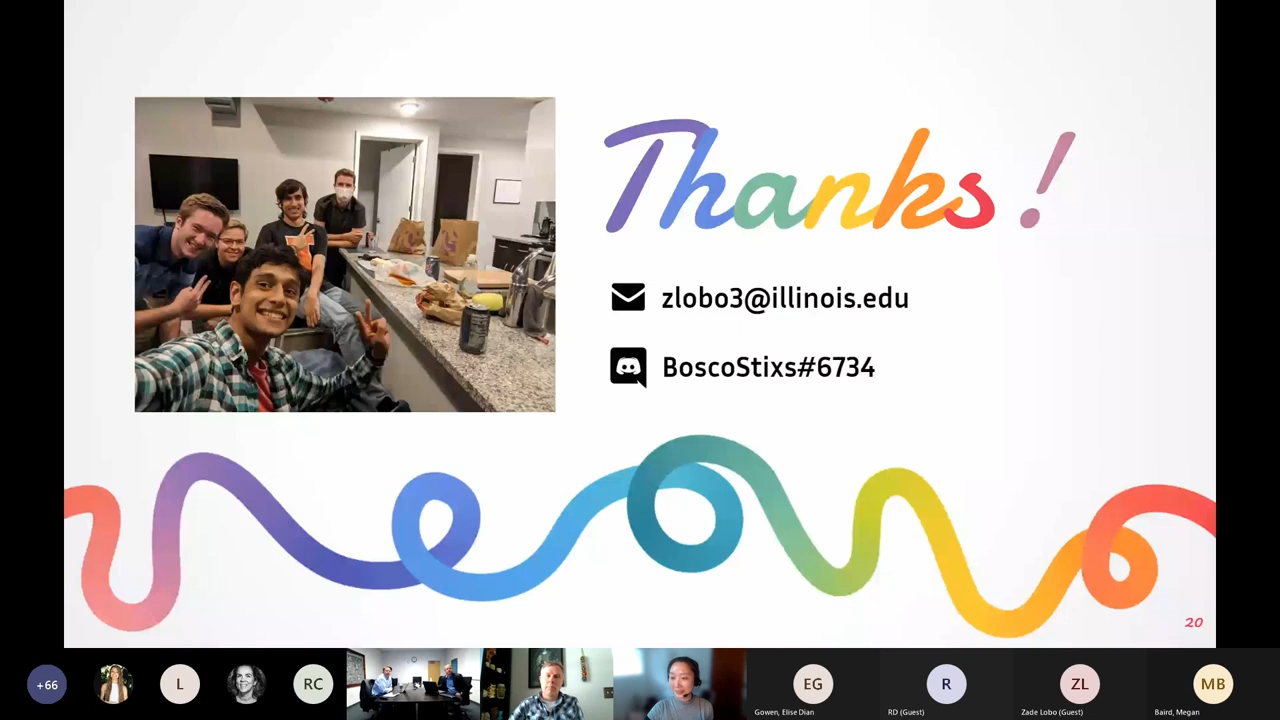 Thanks!
zlobo3@illinois.edu
BoscoStixs#6734
20
+66
L
RC
EG
Gowen, Elise Dian
R
RD (Guest)
ZL
Zade Lobo (Guest)
MB
Baird, Megan